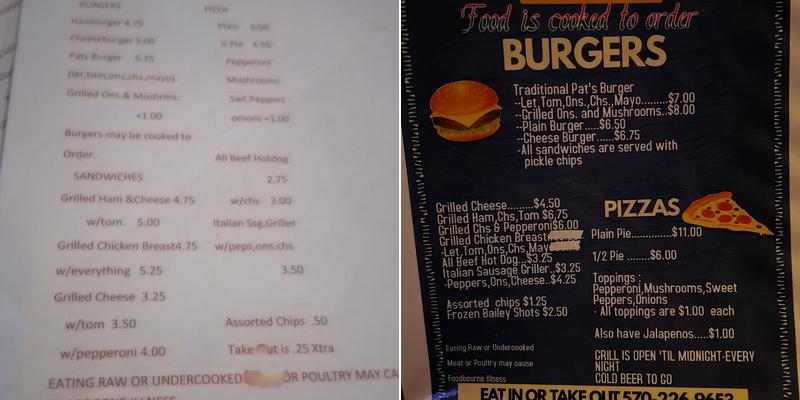 BURGERS
Hamburger 4.75
Cheeseburger 5.00
Pats Burger 5.25
(let,tom,ons,chs,mayo)
Grilled Ons.& Mushrms.
+1.00
Burgers may be cooked to
Order.
SANDWICHES
Grilled Ham &Cheese 4.75
w/tom. 5.00
Grilled Chicken Breast4.75
w/everything 5.25
Grilled Cheese 3.25
w/tom 3.50
w/pepperoni 4.00
PIZZA
Plain 9.00
½ Pie 4.50
Pepperoni
Mushrooms
Swt.Peppers
onions +1.00
All Beef Hotdog
2.75
w/chs 3.00
Italian Ssg.Griller
w/peps,ons.chs
3.50
Assorted Chips .50
Take Out is .25 Xtra
EATING RAW OR UNDERCOOKED OR POULTRY MAY CA
Food is cooked to order
BURGERS
Traditional Pat's Burger
--Let,Tom,Ons.,Chs.,Mayo.........$7.00
--Grilled Ons. and Mushrooms..$8.00
--Plain Burger.....$6.50
--Cheese Burger......$6.75
-All sandwiches are served with
pickle chips
Grilled Cheese.........$4.50
Grilled Ham,Chs,Tom $6.75
Grilled Chs & Pepperoni$6.00
Grilled Chicken Breast
-Let,Tom,Ons,Chs,May
All Beef Hot Dog...$3.25
Italian Sausage Griller..$3.25
-Peppers,Ons,Cheese..$4.25
Assorted chips $1.25
Frozen Bailey Shots $2.50
Eating Raw or Undercooked
Meat or Poultry may cause
Foodbourne Illness
PIZZAS
Plain Pie............$11.00
1/2 Pie ........$6.00
Toppings :
Pepperoni,Mushrooms,Sweet
Peppers,Onions
- All toppings are $1.00 each
Also have Jalapenos.....$1.00
GRILL IS OPEN 'TIL MIDNIGHT-EVERY
NIGHT
COLD BEER TO GO
EAT IN OR TAKE OUT 570-226-9653